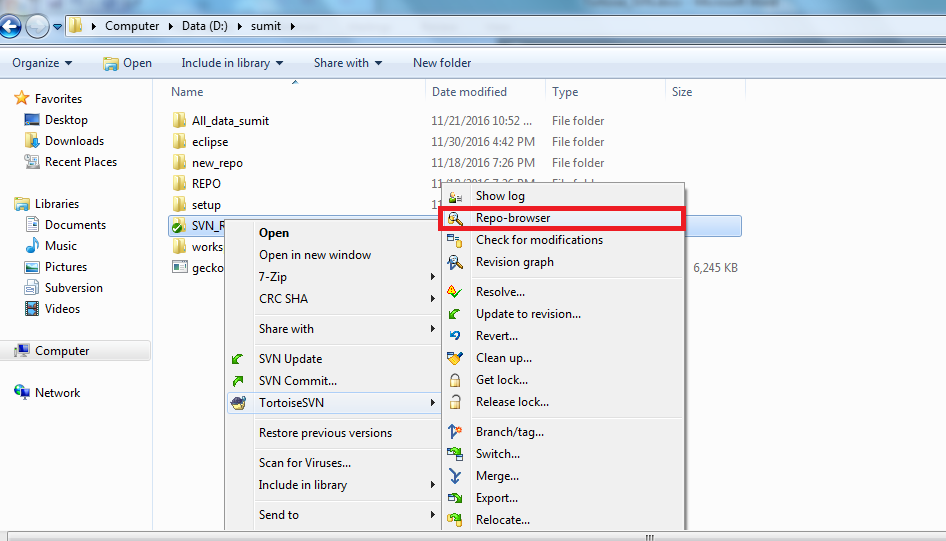 Computer Data (D:) sumit
Organize Open Include in library Share with New folder
Name Date modified Type Size
Favorites
Desktop
Downloads
Recent Places
Libraries
Documents
Music
Pictures
Subversion
Videos
Computer
Network
All_data_sumit 11/21/2016 10:52 ... File folder
eclipse 11/30/2016 4:42 PM File folder
new_repo 11/18/2016 7:26 PM File folder
REPO 11/18/2016 7:26 PM File folder
setup
SVN_R
works
gecko
6,245 KB
Open
Open in new window
7-Zip
CRC SHA
Share with
SVN Update
SVN Commit...
TortoiseSVN
Restore previous versions
Scan for Viruses...
Include in library
Send to
Show log
Repo-browser
Check for modifications
Revision graph
Resolve...
Update to revision...
Revert...
Clean up...
Get lock...
Release lock...
Branch/tag...
Switch...
Merge...
Export...
Relocate...